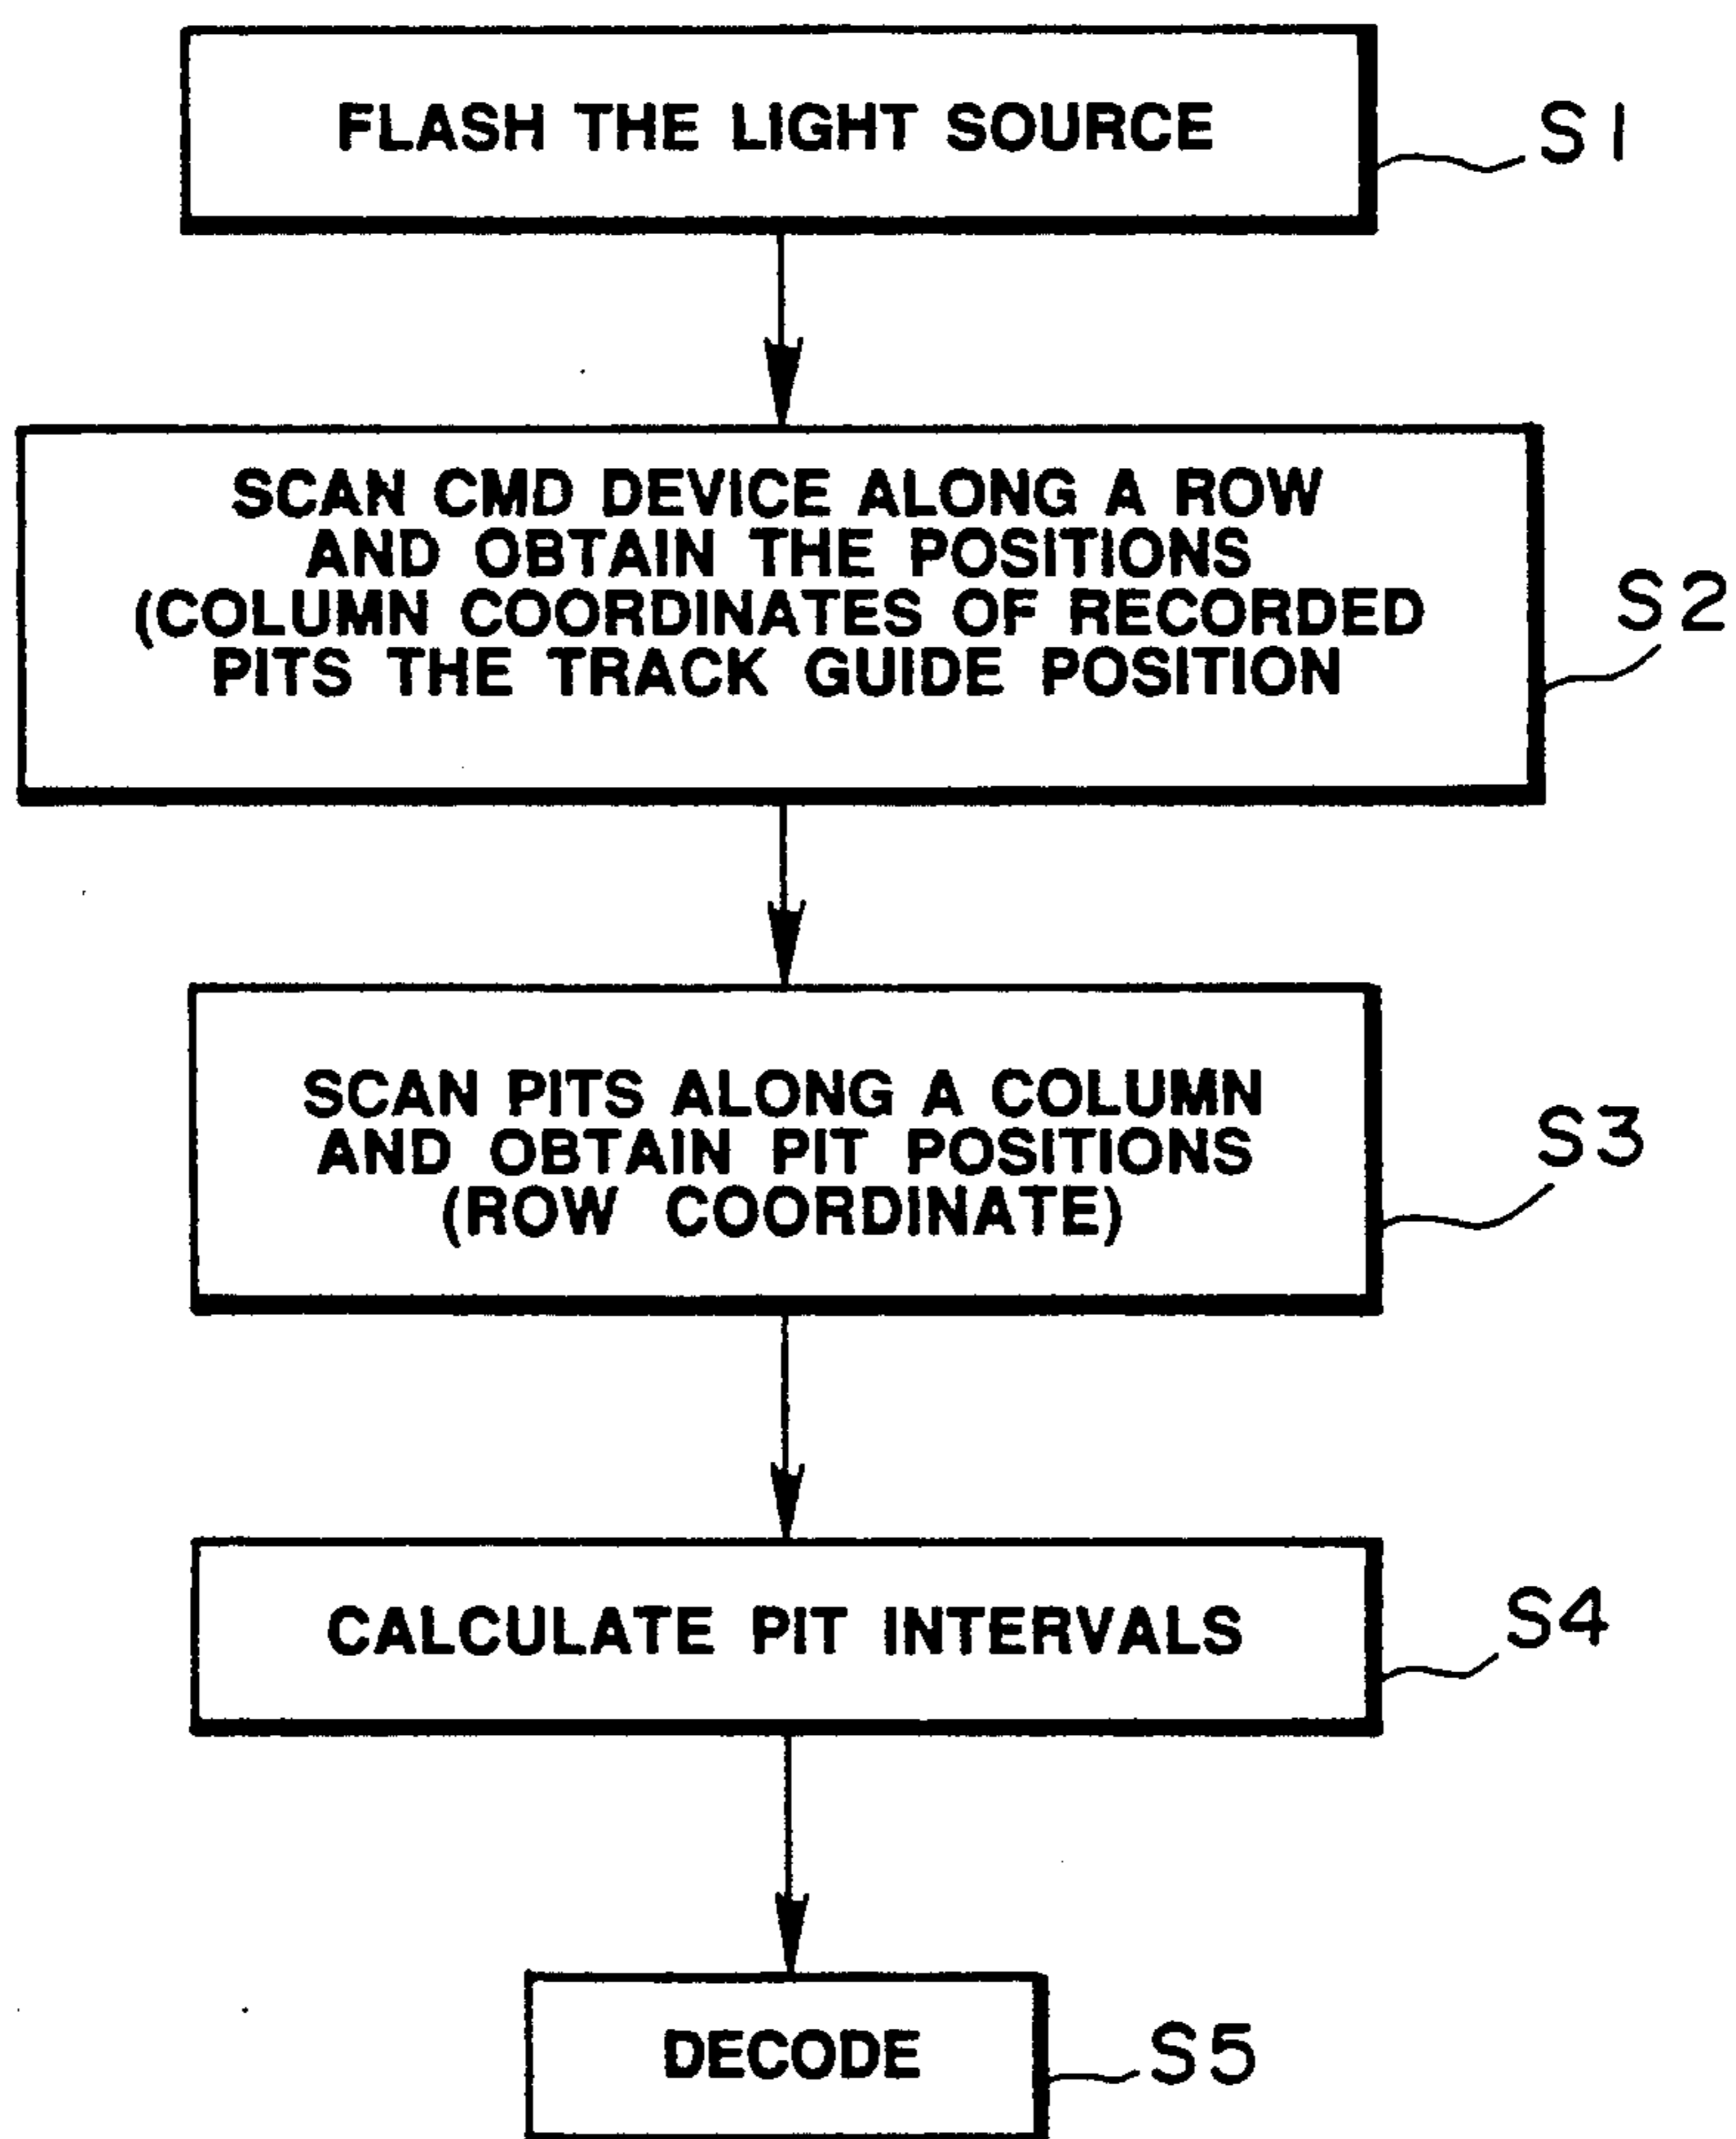 FLASH THE LIGHT SOURCE
S1
SCAN CMD DEVICE ALONG A ROW
AND OBTAIN THE POSITIONS
(COLUMN COORDINATES OF RECORDED
PITS THE TRACK GUIDE POSITION
S2
SCAN PITS ALONG A COLUMN
AND OBTAIN PIT POSITIONS
(ROW COORDINATE)
S3
CALCULATE PIT INTERVALS
S4
DECODE
S5